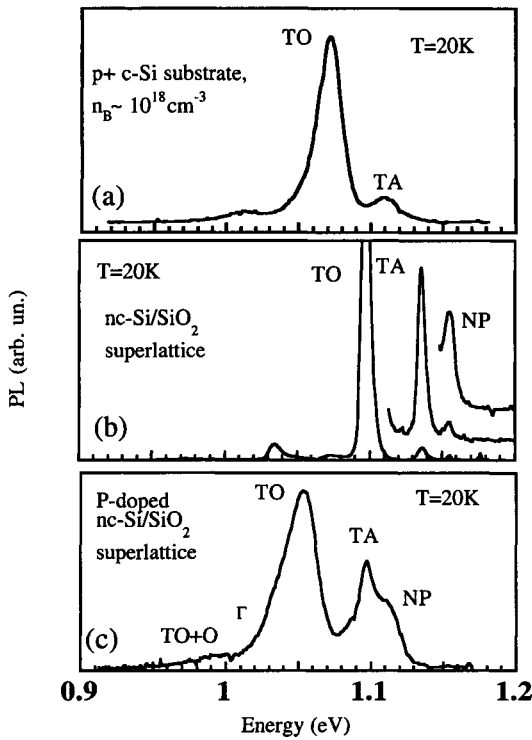 TO
T=20K
p+ c-Si substrate,
n_B~ 10^18cm^-3
(a)
TA
T=20K
TO
TA
nc-Si/SiO2
superlattice
NP
(b)
P-doped
nc-Si/SiO2
superlattice
TO
T=20K
TA
NP
Γ
TO+O
(c)
PL (arb. un.)
0.9
1
1.1
1.2
Energy (eV)